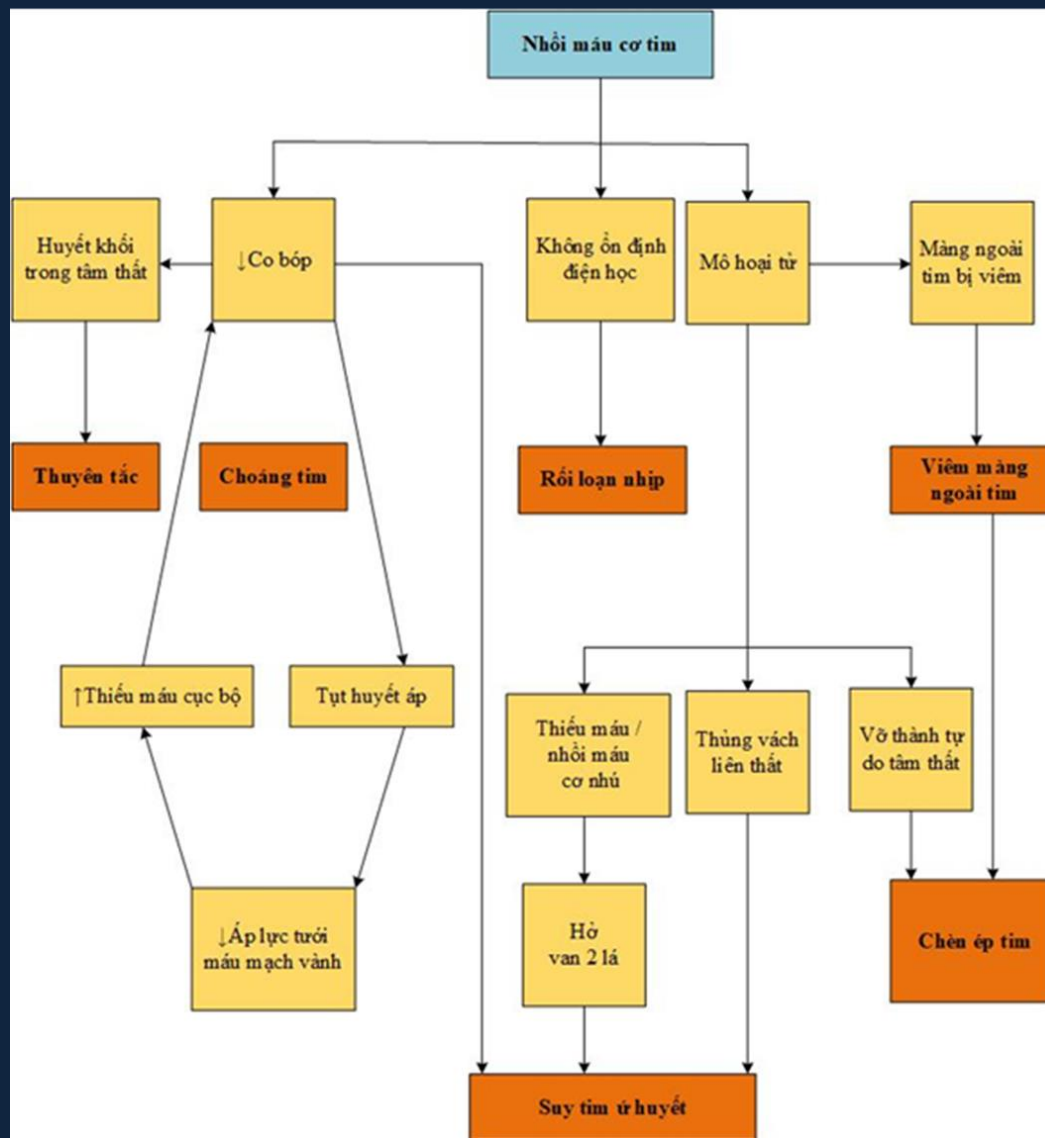 Nhồi máu cơ tim
Huyết khối
trong tâm thất
↓Co bóp
Không ổn định
điện học
Mô hoại tử
Màng ngoài
tim bị viêm
Thuyên tắc
Choáng tim
Rối loạn nhịp
Viêm màng
ngoài tim
↑Thiếu máu cục bộ
Tụt huyết áp
Thiếu máu /
nhồi máu
cơ nhú
Thủng vách
liên thất
Vỡ thành tự
do tâm thất
↓Áp lực tưới
máu mạch vành
Hở
van 2 lá
Chèn ép tim
Suy tim ứ huyết